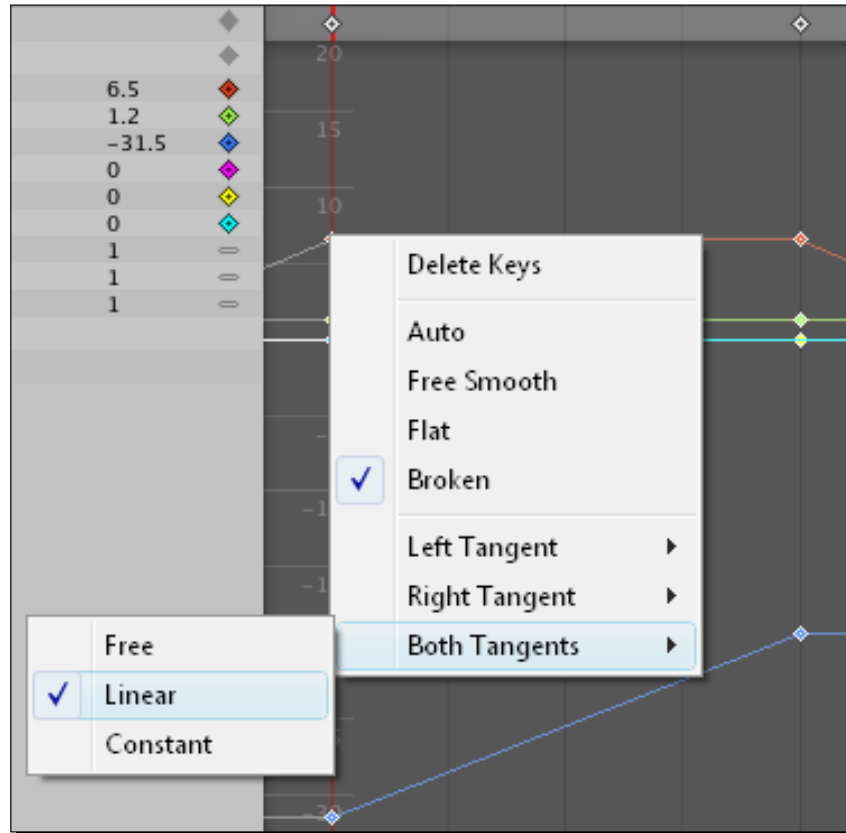 20
6.5
1.2
15
-31.5
0
0
10
0
1
1
1
Delete Keys
Auto
Free Smooth
Flat
Broken
Left Tangent
Right Tangent
Both Tangents
Free
Linear
Constant